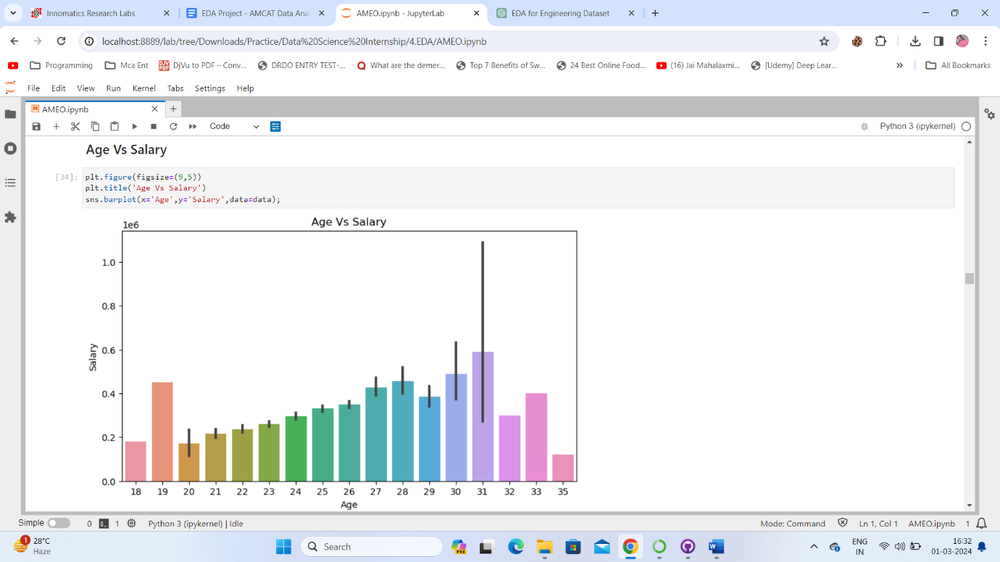 Innomatics Research Labs
EDA Project - AMCAT Data Anal
AMEO.ipynb - JupyterLab
EDA for Engineering Dataset
localhost:8889/lab/tree/Downloads/Practice/Data%20Science%20Internship/4.EDA/AMEO.ipynb
Programming
Mca Ent
DjVu to PDF – Conv...
DRDO ENTRY TEST-...
What are the demer...
Top 7 Benefits of Sw...
24 Best Online Food...
(16) Jai Mahalaxmi...
[Udemy] Deep Lear...
All Bookmarks
File Edit View Run Kernel Tabs Settings Help
AMEO.ipynb
Code
Python 3 (ipykernel)
Age Vs Salary
[34]:
plt.figure(figsize=(9,5))
plt.title('Age Vs Salary')
sns.barplot(x='Age',y='Salary',data=data);
Age Vs Salary
1e6
1.0
0.8
0.6
0.4
0.2
0.0
Salary
18 19 20 21 22 23 24 25 26 27 28 29 30 31 32 33 35
Age
Simple
0
1
Python 3 (ipykernel) | Idle
Mode: Command
Ln 1, Col 1
AMEO.ipynb
1
1
28°C
Haze
Search
PRE
ENG
IN
16:32
01-03-2024